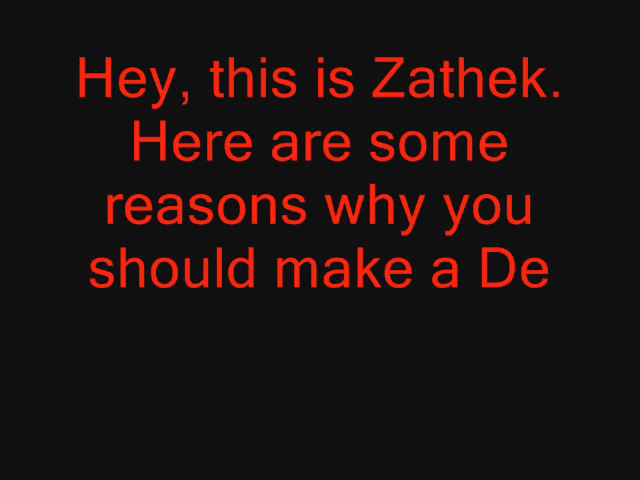 Hey, this is Zathek.
Here are some
reasons why you
should make a De